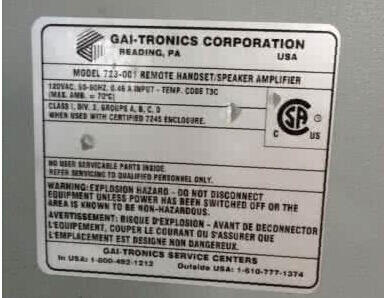 GAI-TRONICS CORPORATION
READING, PA USA
MODEL 723-001 REMOTE HANDSET/SPEAKER AMPLIFIER
120VAC, 50-60HZ, 0.45 A INPUT - TEMP. CODE T3C
(MAX. AMB. = 70°C)
CLASS I, DIV. 2, GROUPS A, B, C, D
WHEN USED WITH CERTIFIED 7245 ENCLOSURE.
SA
C US
NO USER SERVICABLE PARTS INSIDE
REFER SERVICING TO QUALIFIED PERSONNEL ONLY.
WARNING: EXPLOSION HAZARD - DO NOT DISCONNECT
EQUIPMENT UNLESS POWER HAS BEEN SWITCHED OFF OR THE
AREA IS KNOWN TO BE NON-HAZARDOUS.
AVERTISSEMENT: RISQUE D'EXPLOSION - AVANT DE DECONNECTOR
L'EQUIPEMENT, COUPER LE COURANT OU S'ASSURER QUE
L'EMPLACEMENT EST DESIGNE NON DANGEREUX.
GAI-TRONICS SERVICE CENTERS
In USA: 1-800-492-1212 Outside USA: 1-610-777-1374